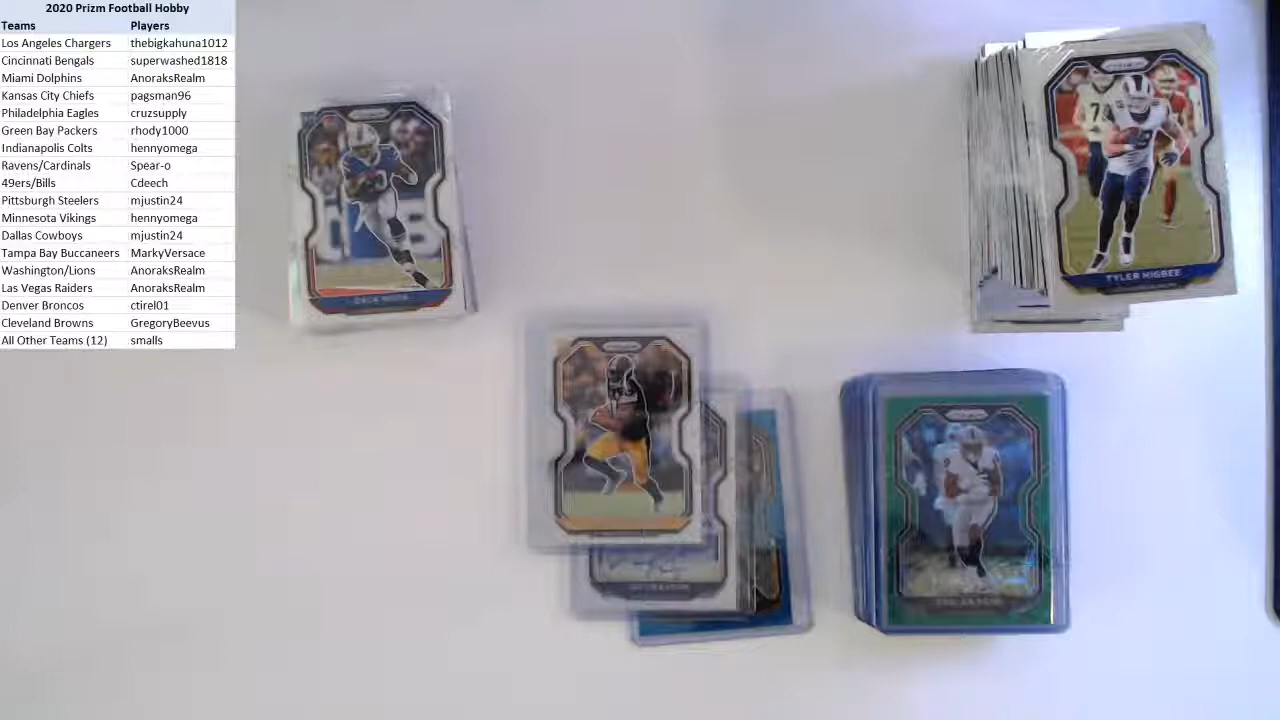 2020 Prizm Football Hobby
Teams Players
Los Angeles Chargers thebigkahuna1012
Cincinnati Bengals superwashed1818
Miami Dolphins AnoraksRealm
Kansas City Chiefs pagsman96
Philadelphia Eagles cruzsupply
Green Bay Packers rhody1000
Indianapolis Colts hennyomega
Ravens/Cardinals Spear-o
49ers/Bills Cdeech
Pittsburgh Steelers mjustin24
Minnesota Vikings hennyomega
Dallas Cowboys mjustin24
Tampa Bay Buccaneers MarkyVersace
Washington/Lions AnoraksRealm
Las Vegas Raiders AnoraksRealm
Denver Broncos ctirel01
Cleveland Browns GregoryBeevus
All Other Teams (12) smalls
PRIZM
TYLER HIGBEE